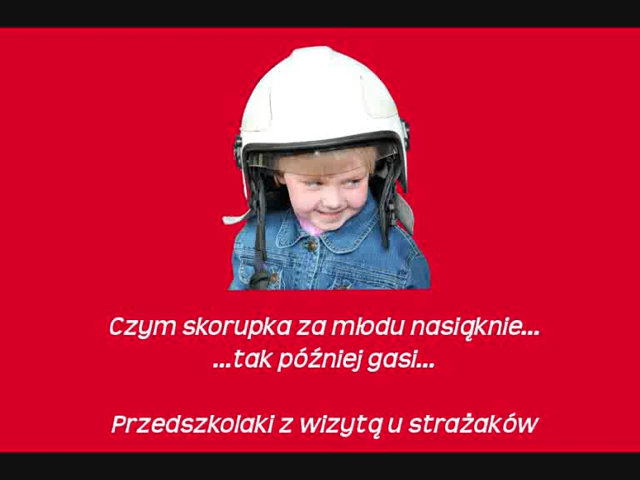 Czym skorupka za młodu nasiąknie...
...tak później gasi...
Przedszkolaki z wizytą u strażaków